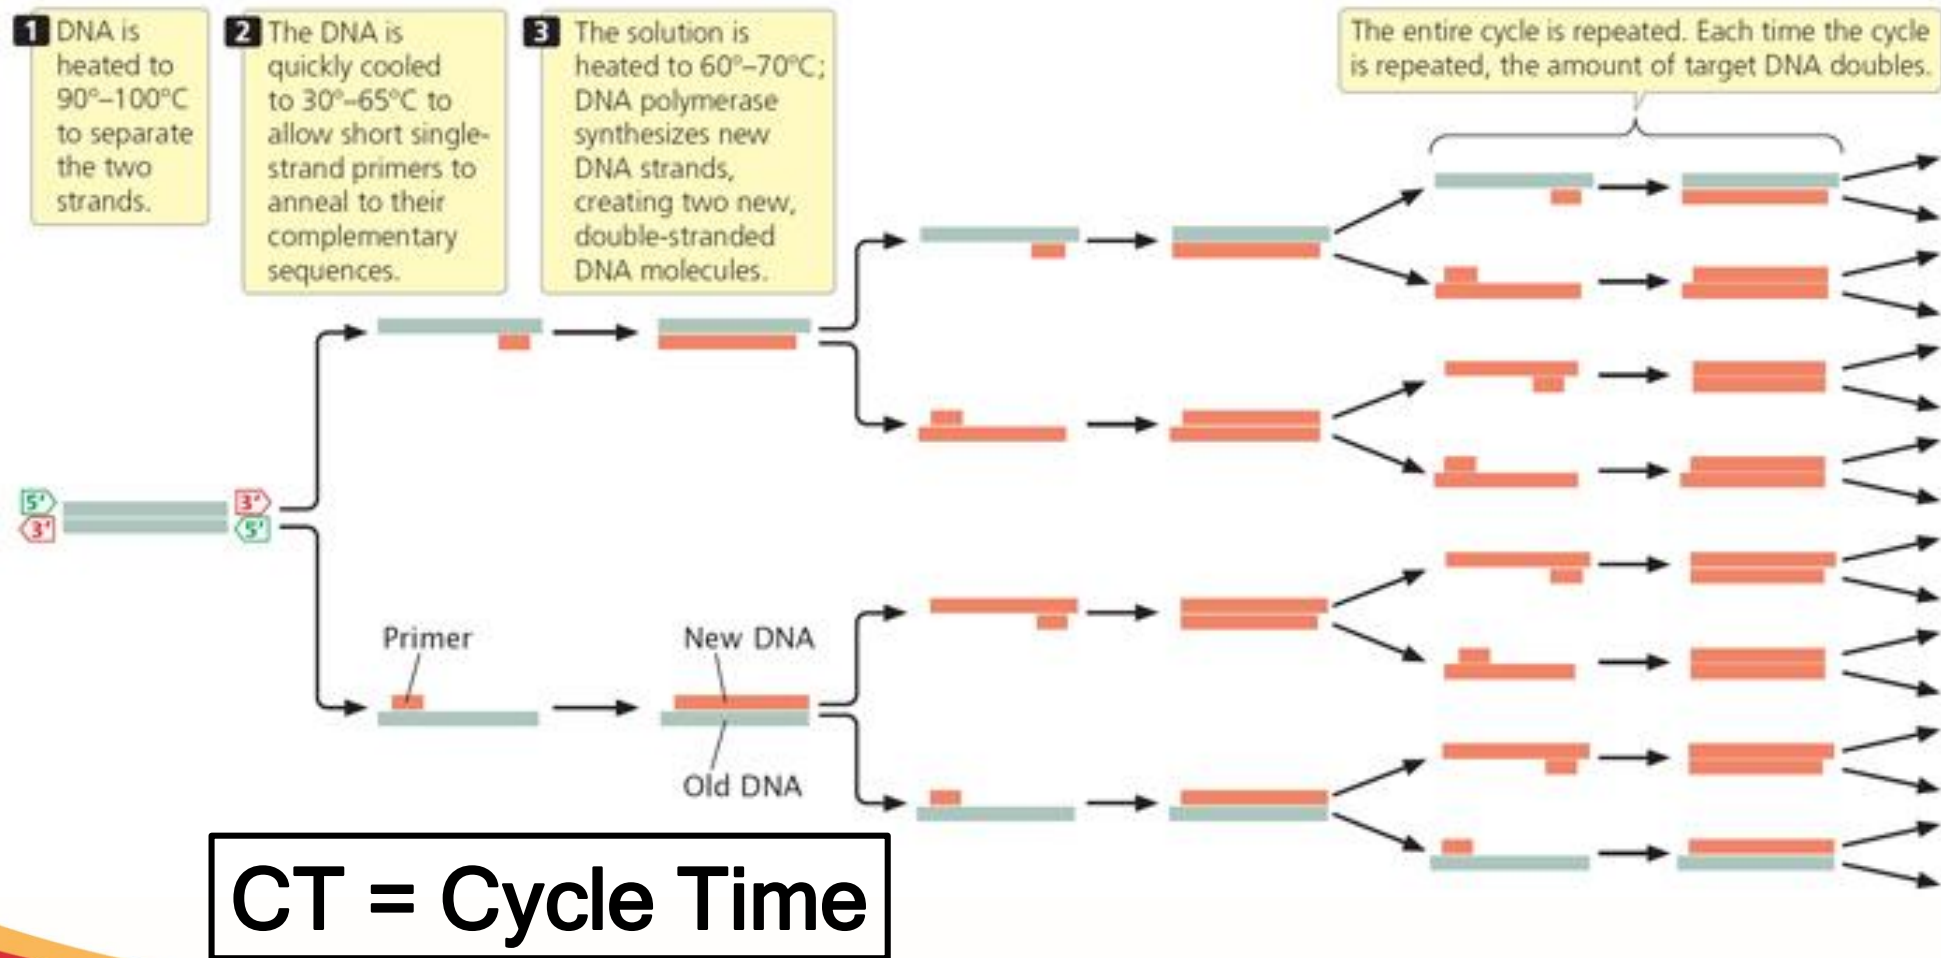 1 DNA is
heated to
90°–100°C
to separate
the two
strands.
2 The DNA is
quickly cooled
to 30°–65°C to
allow short single-
strand primers to
anneal to their
complementary
sequences.
3 The solution is
heated to 60°–70°C;
DNA polymerase
synthesizes new
DNA strands,
creating two new,
double-stranded
DNA molecules.
The entire cycle is repeated. Each time the cycle
is repeated, the amount of target DNA doubles.
5' 3'
3' 5'
Primer
New DNA
Old DNA
CT = Cycle Time